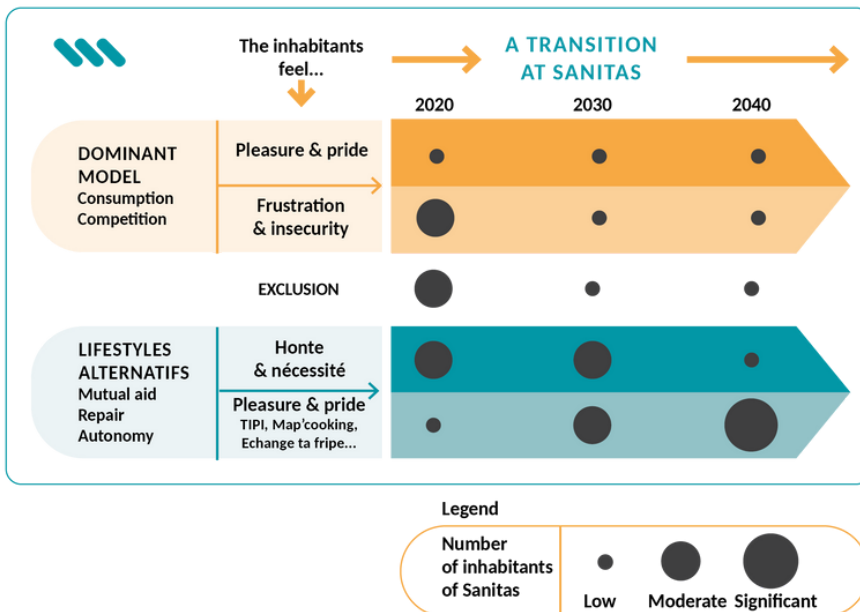 The inhabitants
feel...
A TRANSITION
AT SANITAS
2020 2030 2040
DOMINANT
MODEL
Consumption
Competition
Pleasure & pride
Frustration
& insecurity
EXCLUSION
LIFESTYLES
ALTERNATIFS
Mutual aid
Repair
Autonomy
Honte
& nécessité
Pleasure & pride
TIPI, Map'cooking,
Echange ta fripe...
Legend
Number
of inhabitants
of Sanitas
Low Moderate Significant